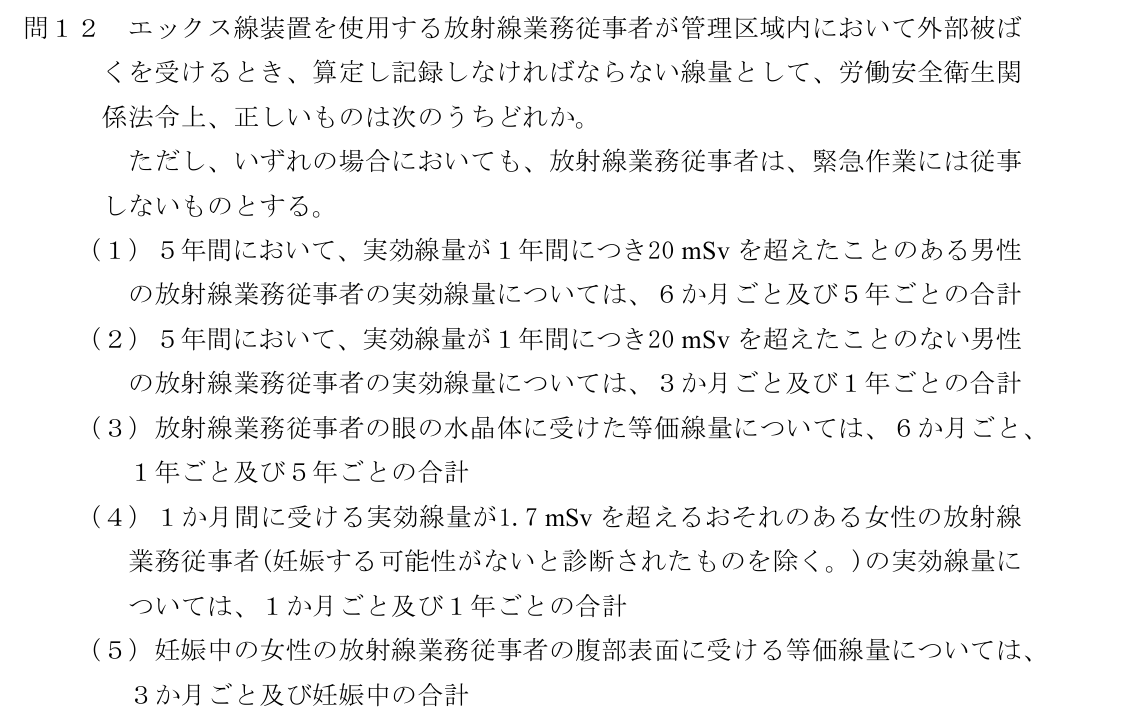 問１２　エックス線装置を使用する放射線業務従事者が管理区域内において外部被ば
くを受けるとき、算定し記録しなければならない線量として、労働安全衛生関
係法令上、正しいものは次のうちどれか。
ただし、いずれの場合においても、放射線業務従事者は、緊急作業には従事
しないものとする。
（１）５年間において、実効線量が１年間につき20 mSv を超えたことのある男性
の放射線業務従事者の実効線量については、６か月ごと及び５年ごとの合計
（２）５年間において、実効線量が１年間につき20 mSv を超えたことのない男性
の放射線業務従事者の実効線量については、３か月ごと及び１年ごとの合計
（３）放射線業務従事者の眼の水晶体に受けた等価線量については、６か月ごと、
１年ごと及び５年ごとの合計
（４）１か月間に受ける実効線量が1.7 mSv を超えるおそれのある女性の放射線
業務従事者(妊娠する可能性がないと診断されたものを除く。)の実効線量に
ついては、１か月ごと及び１年ごとの合計
（５）妊娠中の女性の放射線業務従事者の腹部表面に受ける等価線量については、
３か月ごと及び妊娠中の合計